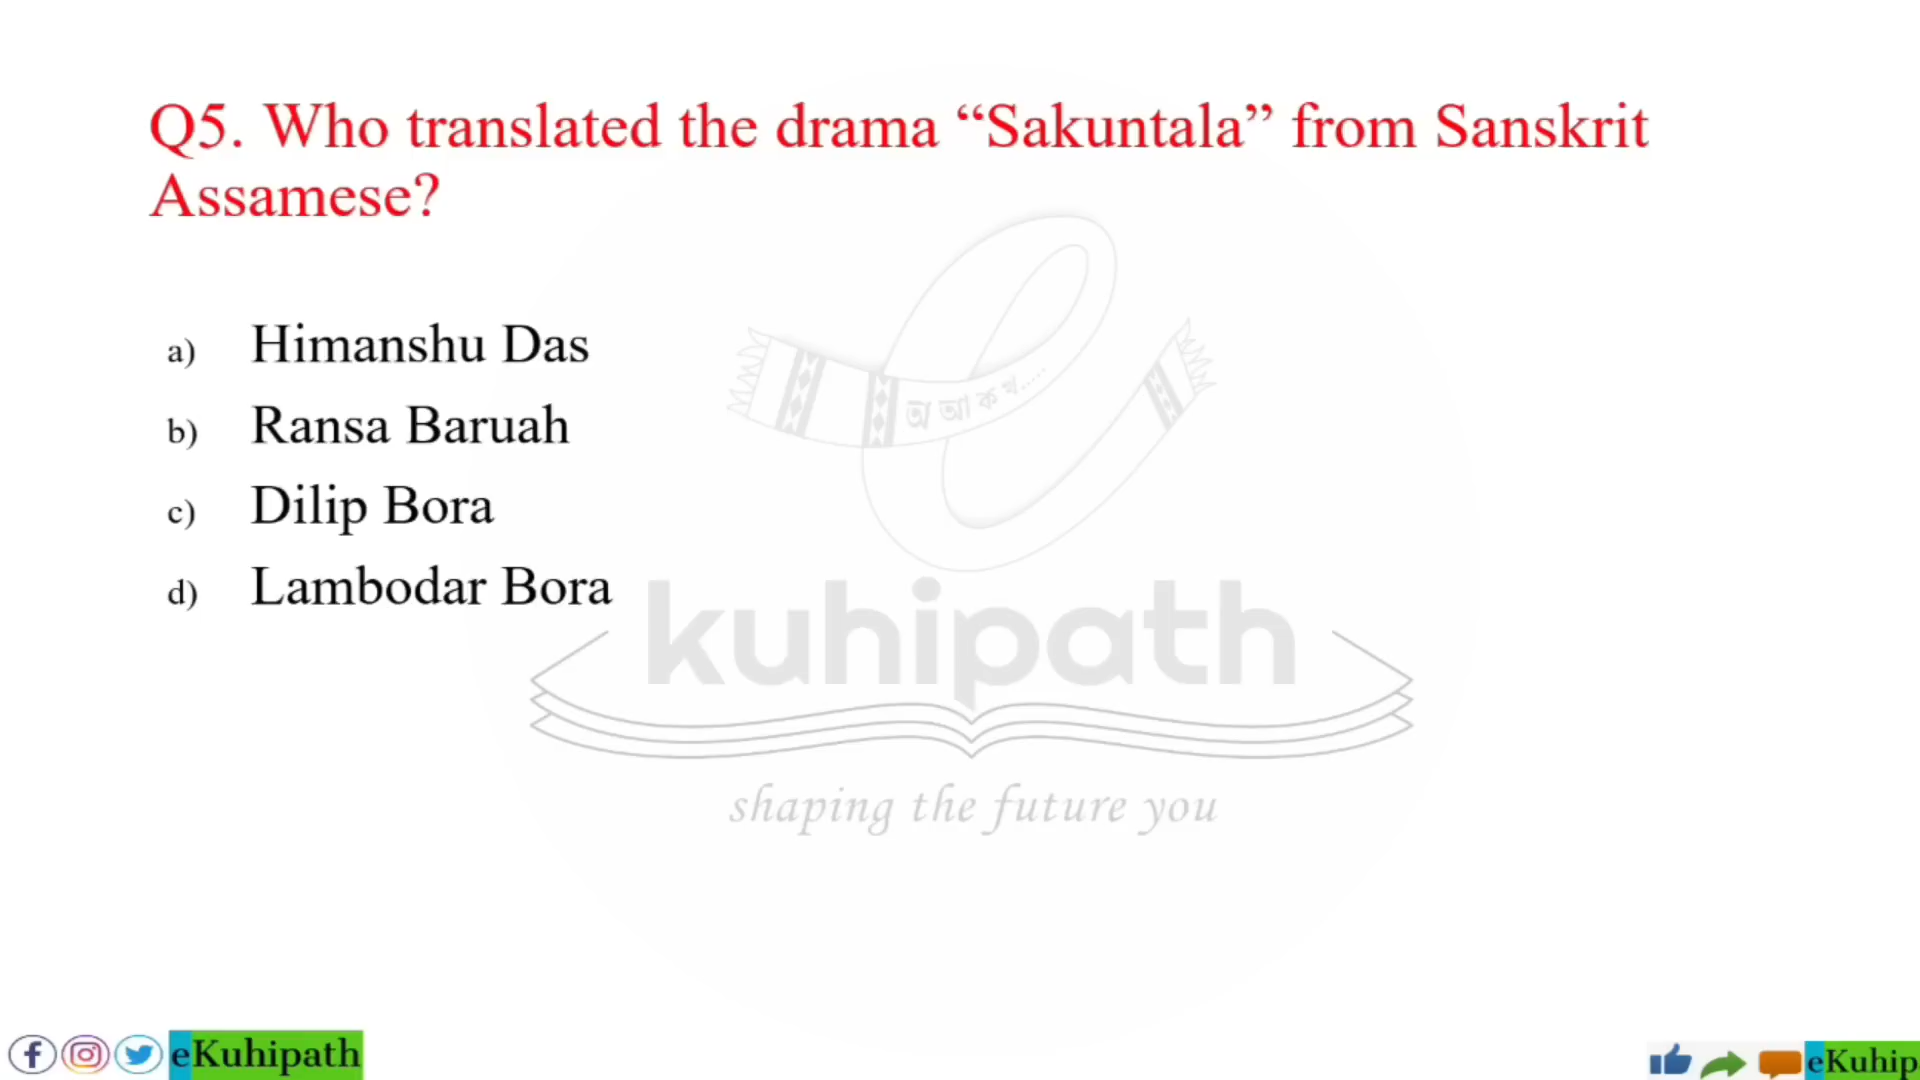 Q5. Who translated the drama “Sakuntala” from Sanskrit
Assamese?
a) Himanshu Das
b) Ransa Baruah
c) Dilip Bora
d) Lambodar Bora
অ আ ক খ.....
kuhipath
shaping the future you
eKuhipath
eKuhip